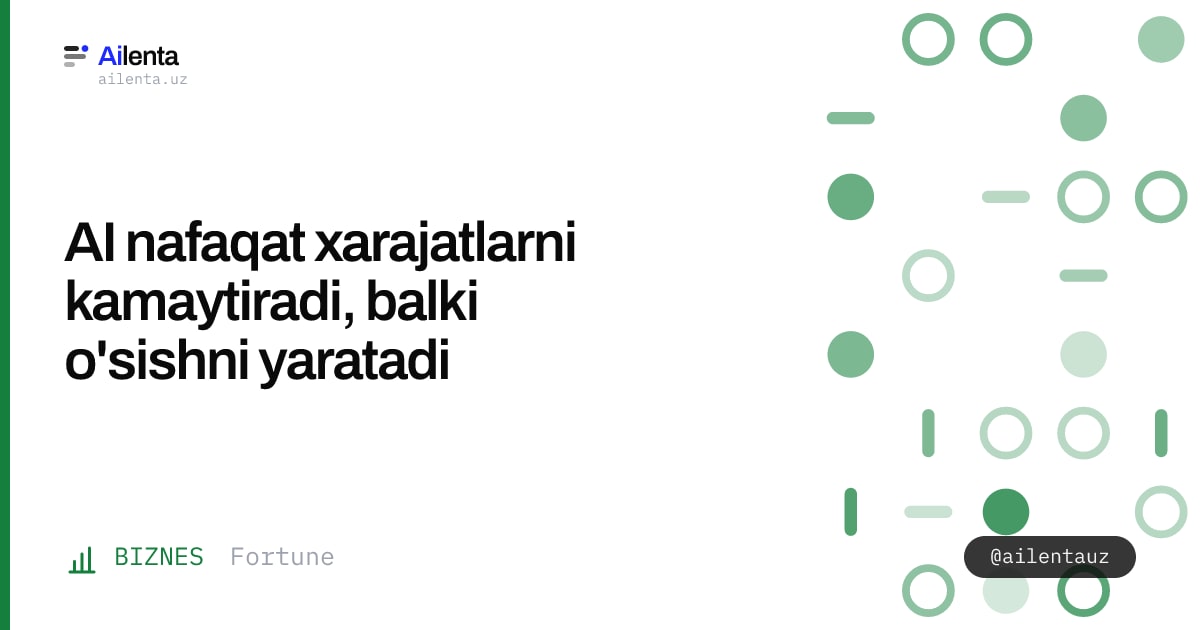 Ailenta
ailenta.uz
AI nafaqat xarajatlarni
kamaytiradi, balki
o'sishni yaratadi
BIZNES Fortune
@ailentauz